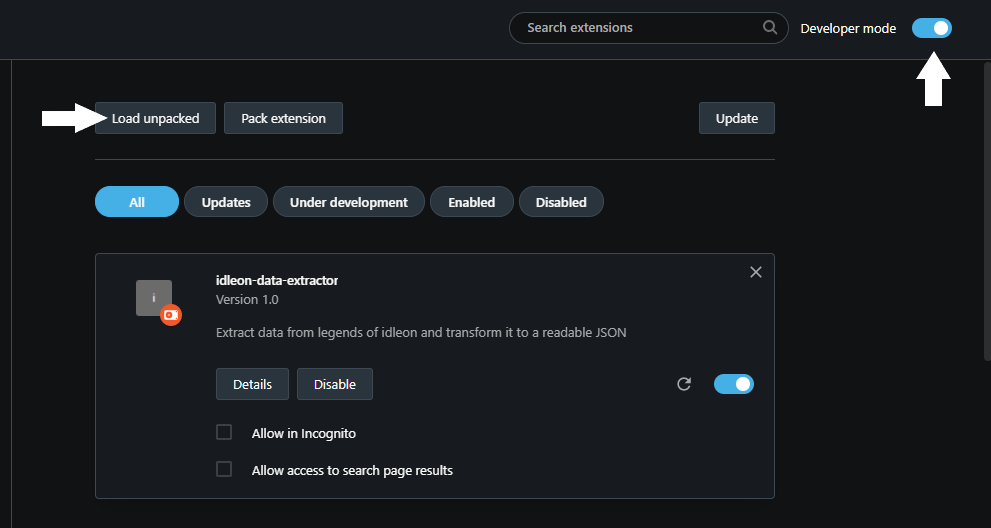 Search extensions
Developer mode
Load unpacked
Pack extension
Update
All
Updates
Under development
Enabled
Disabled
idleon-data-extractor
Version 1.0
Extract data from legends of idleon and transform it to a readable JSON
Details
Disable
Allow in Incognito
Allow access to search page results